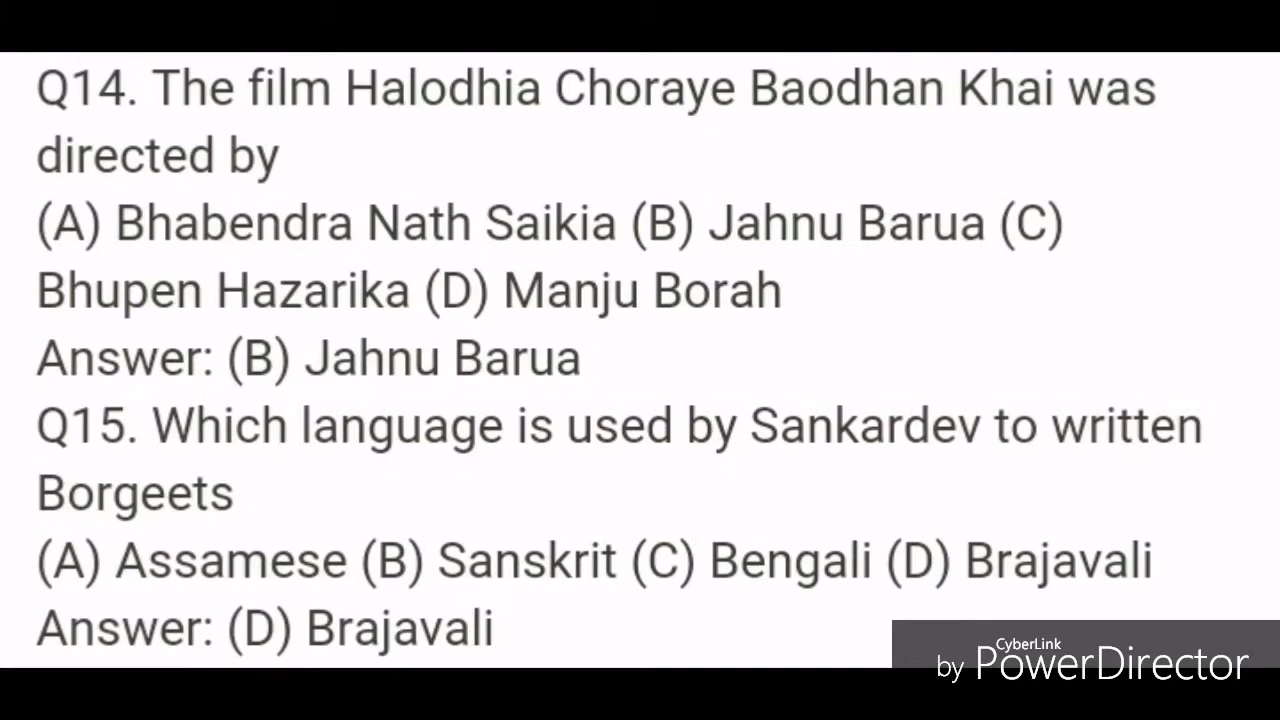 Q14. The film Halodhia Choraye Baodhan Khai was
directed by
(A) Bhabendra Nath Saikia (B) Jahnu Barua (C)
Bhupen Hazarika (D) Manju Borah
Answer: (B) Jahnu Barua
Q15. Which language is used by Sankardev to written
Borgeets
(A) Assamese (B) Sanskrit (C) Bengali (D) Brajavali
Answer: (D) Brajavali
CyberLink
by PowerDirector